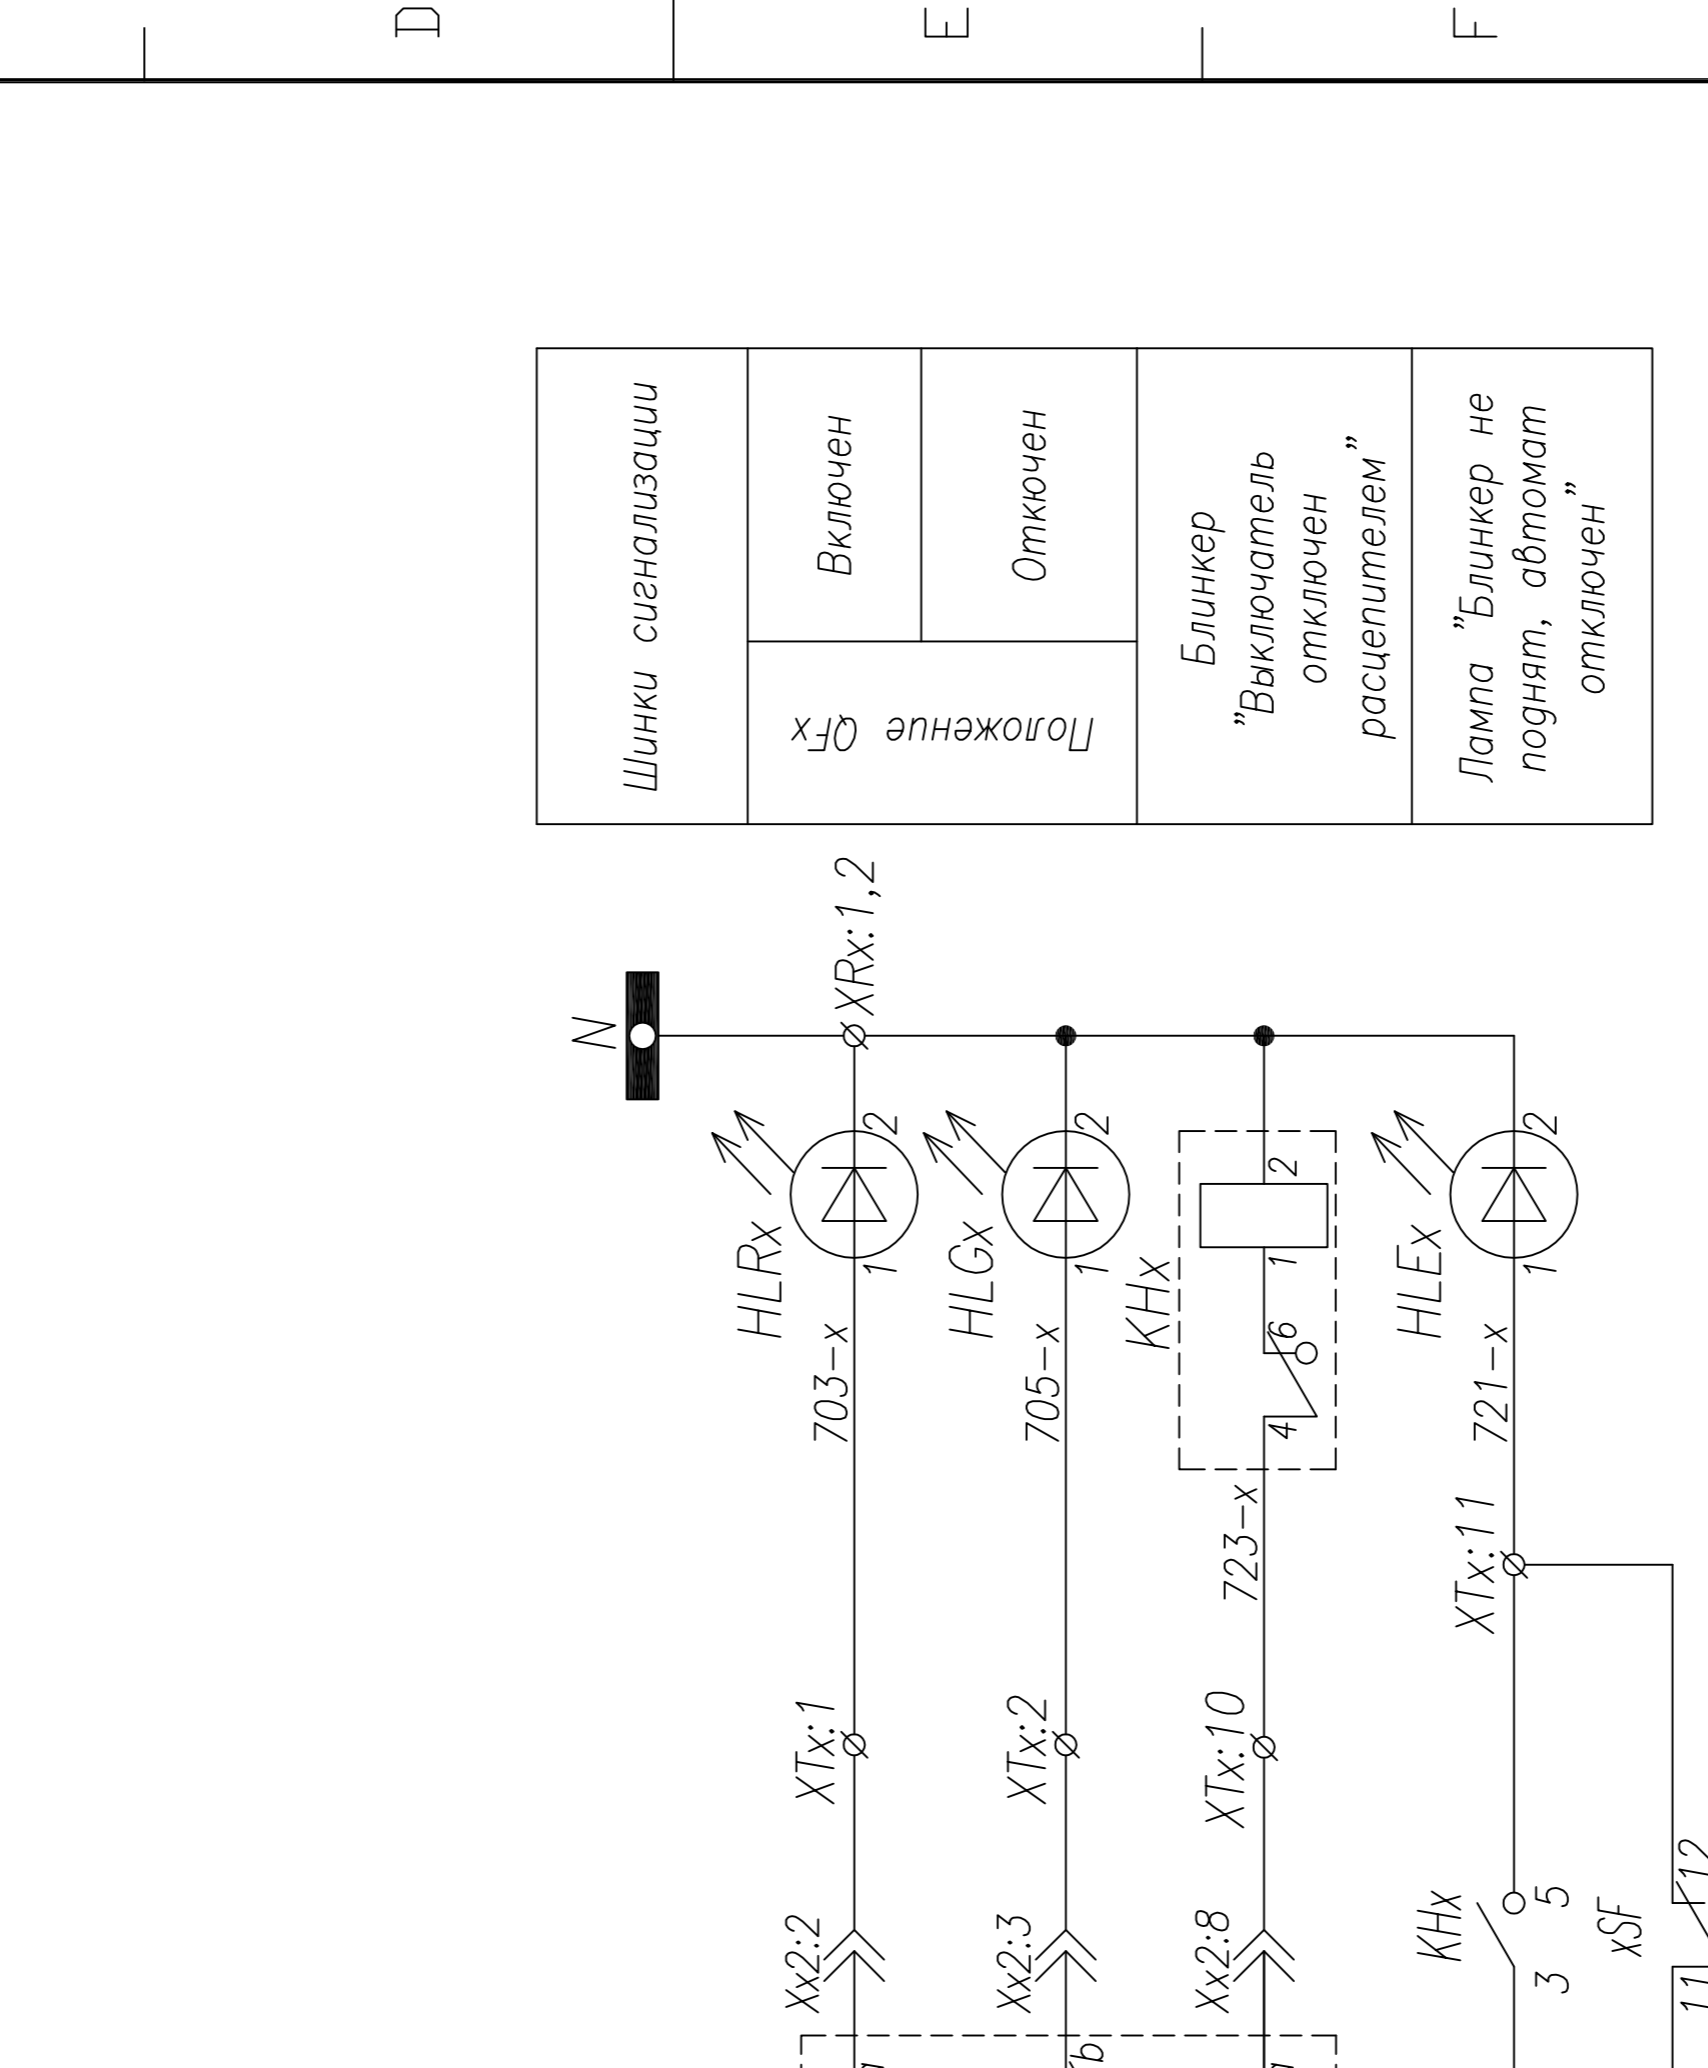 D
E
F
Шинки сигнализации
Положение QFx
Включен
Отключен
Блинкер
"Выключатель
отключен
расцепителем"
Лампа "Блинкер не
поднят, автомат
отключен"
N
XRx:1,2
HLRx
1
2
703-x
XTx:1
Xx2:2
HLGx
1
2
705-x
XTx:2
Xx2:3
KHx
2
1
6
4
723-x
XTx:10
Xx2:8
HLEx
1
2
721-x
XTx:11
KHx
3
5
xSF
11
12
b